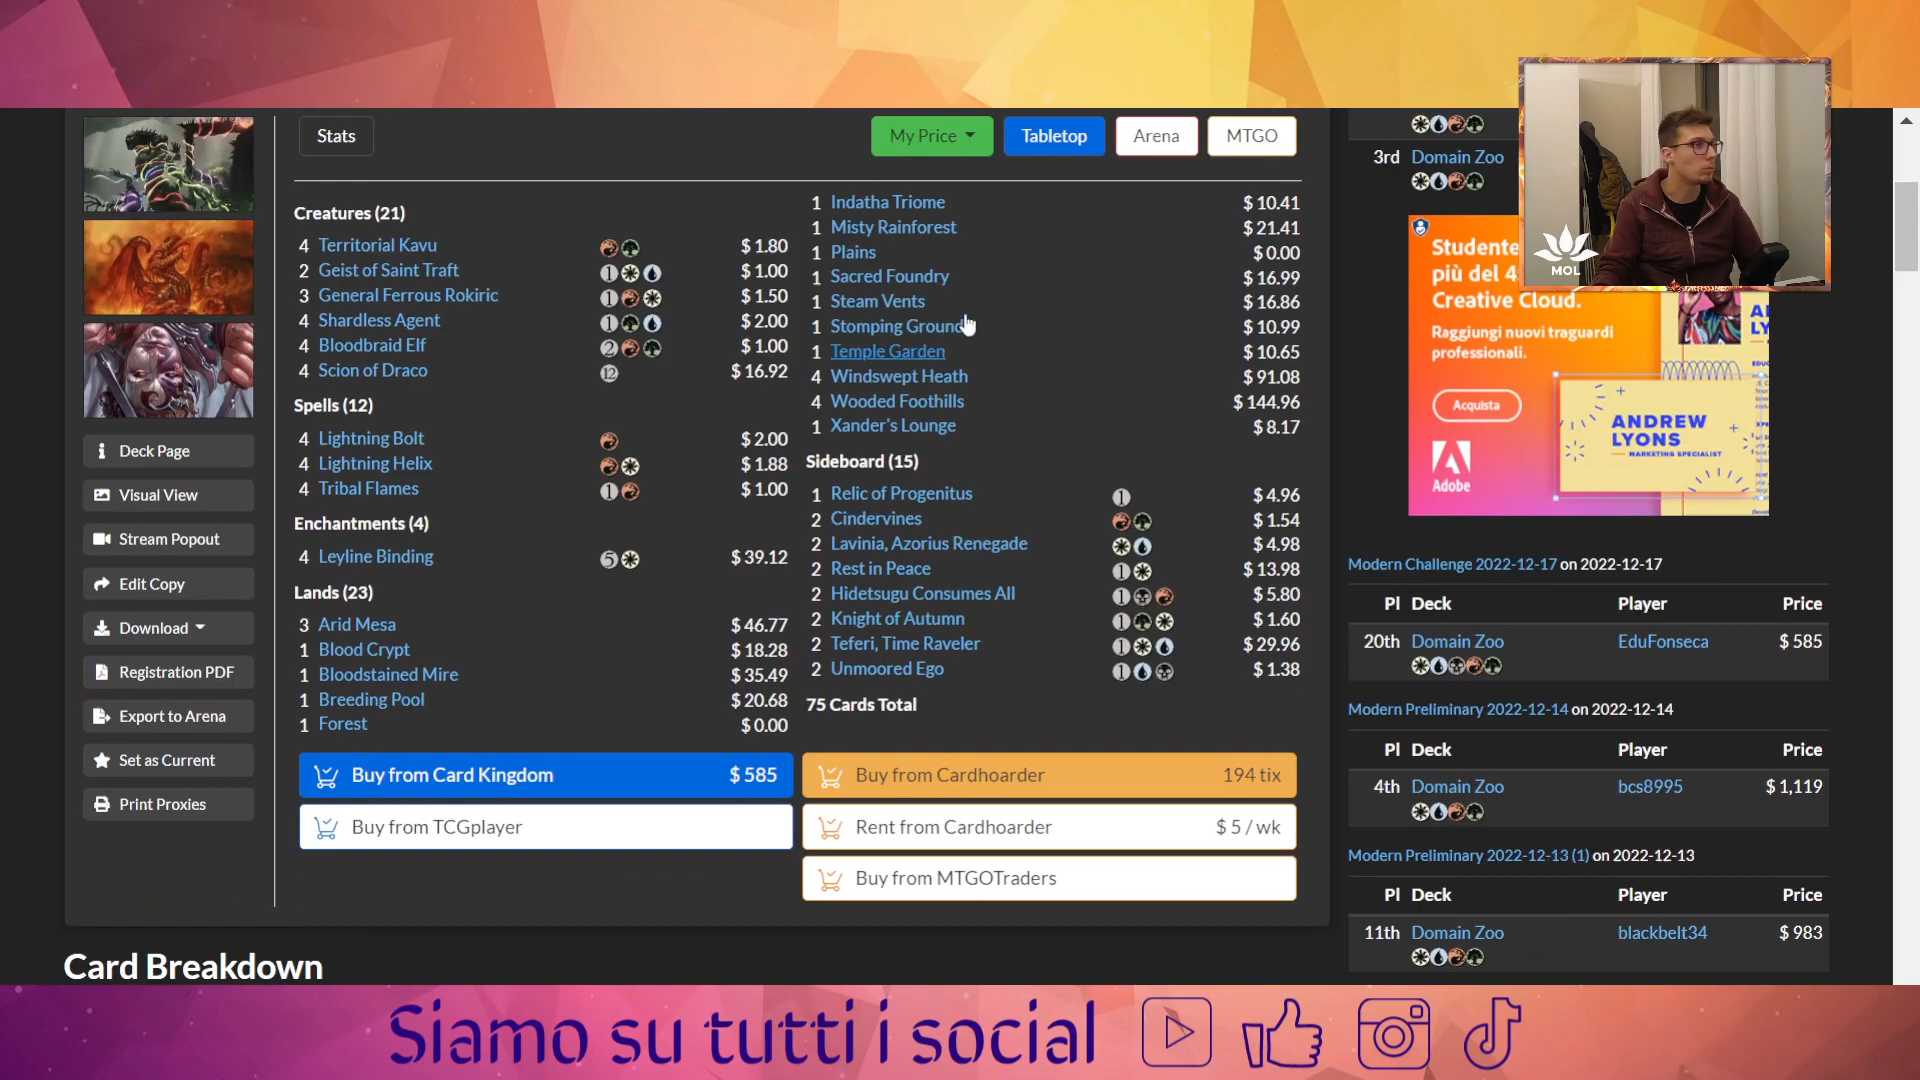 Stats
My Price
Tabletop
Arena
MTGO
Creatures (21)
4 Territorial Kavu $ 1.80
2 Geist of Saint Traft 1 $ 1.00
3 General Ferrous Rokiric 1 $ 1.50
4 Shardless Agent 1 $ 2.00
4 Bloodbraid Elf 2 $ 1.00
4 Scion of Draco 12 $ 16.92
Spells (12)
4 Lightning Bolt $ 2.00
4 Lightning Helix $ 1.88
4 Tribal Flames 1 $ 1.00
Enchantments (4)
4 Leyline Binding 5 $ 39.12
Lands (23)
3 Arid Mesa $ 46.77
1 Blood Crypt $ 18.28
1 Bloodstained Mire $ 35.49
1 Breeding Pool $ 20.68
1 Forest $ 0.00
1 Indatha Triome $ 10.41
1 Misty Rainforest $ 21.41
1 Plains $ 0.00
1 Sacred Foundry $ 16.99
1 Steam Vents $ 16.86
1 Stomping Ground $ 10.99
1 Temple Garden $ 10.65
4 Windswept Heath $ 91.08
4 Wooded Foothills $ 144.96
1 Xander's Lounge $ 8.17
Sideboard (15)
1 Relic of Progenitus 1 $ 4.96
2 Cindervines $ 1.54
2 Lavinia, Azorius Renegade $ 4.98
2 Rest in Peace 1 $ 13.98
2 Hidetsugu Consumes All 1 $ 5.80
2 Knight of Autumn 1 $ 1.60
2 Teferi, Time Raveler 1 $ 29.96
2 Unmoored Ego 1 $ 1.38
75 Cards Total
Deck Page
Visual View
Stream Popout
Edit Copy
Download
Registration PDF
Export to Arena
Set as Current
Print Proxies
Buy from Card Kingdom $ 585
Buy from TCGplayer
Buy from Cardhoarder 194 tix
Rent from Cardhoarder $ 5 / wk
Buy from MTGOTraders
Card Breakdown
3rd Domain Zoo
MOL
Studente
più del 4
Creative Cloud.
Raggiungi nuovi traguardi
professionali.
Acquista
Adobe
ANDREW
LYONS
MARKETING SPECIALIST
Modern Challenge 2022-12-17 on 2022-12-17
Pl Deck Player Price
20th Domain Zoo EduFonseca $ 585
Modern Preliminary 2022-12-14 on 2022-12-14
Pl Deck Player Price
4th Domain Zoo bcs8995 $ 1,119
Modern Preliminary 2022-12-13 (1) on 2022-12-13
Pl Deck Player Price
11th Domain Zoo blackbelt34 $ 983
Siamo su tutti i social